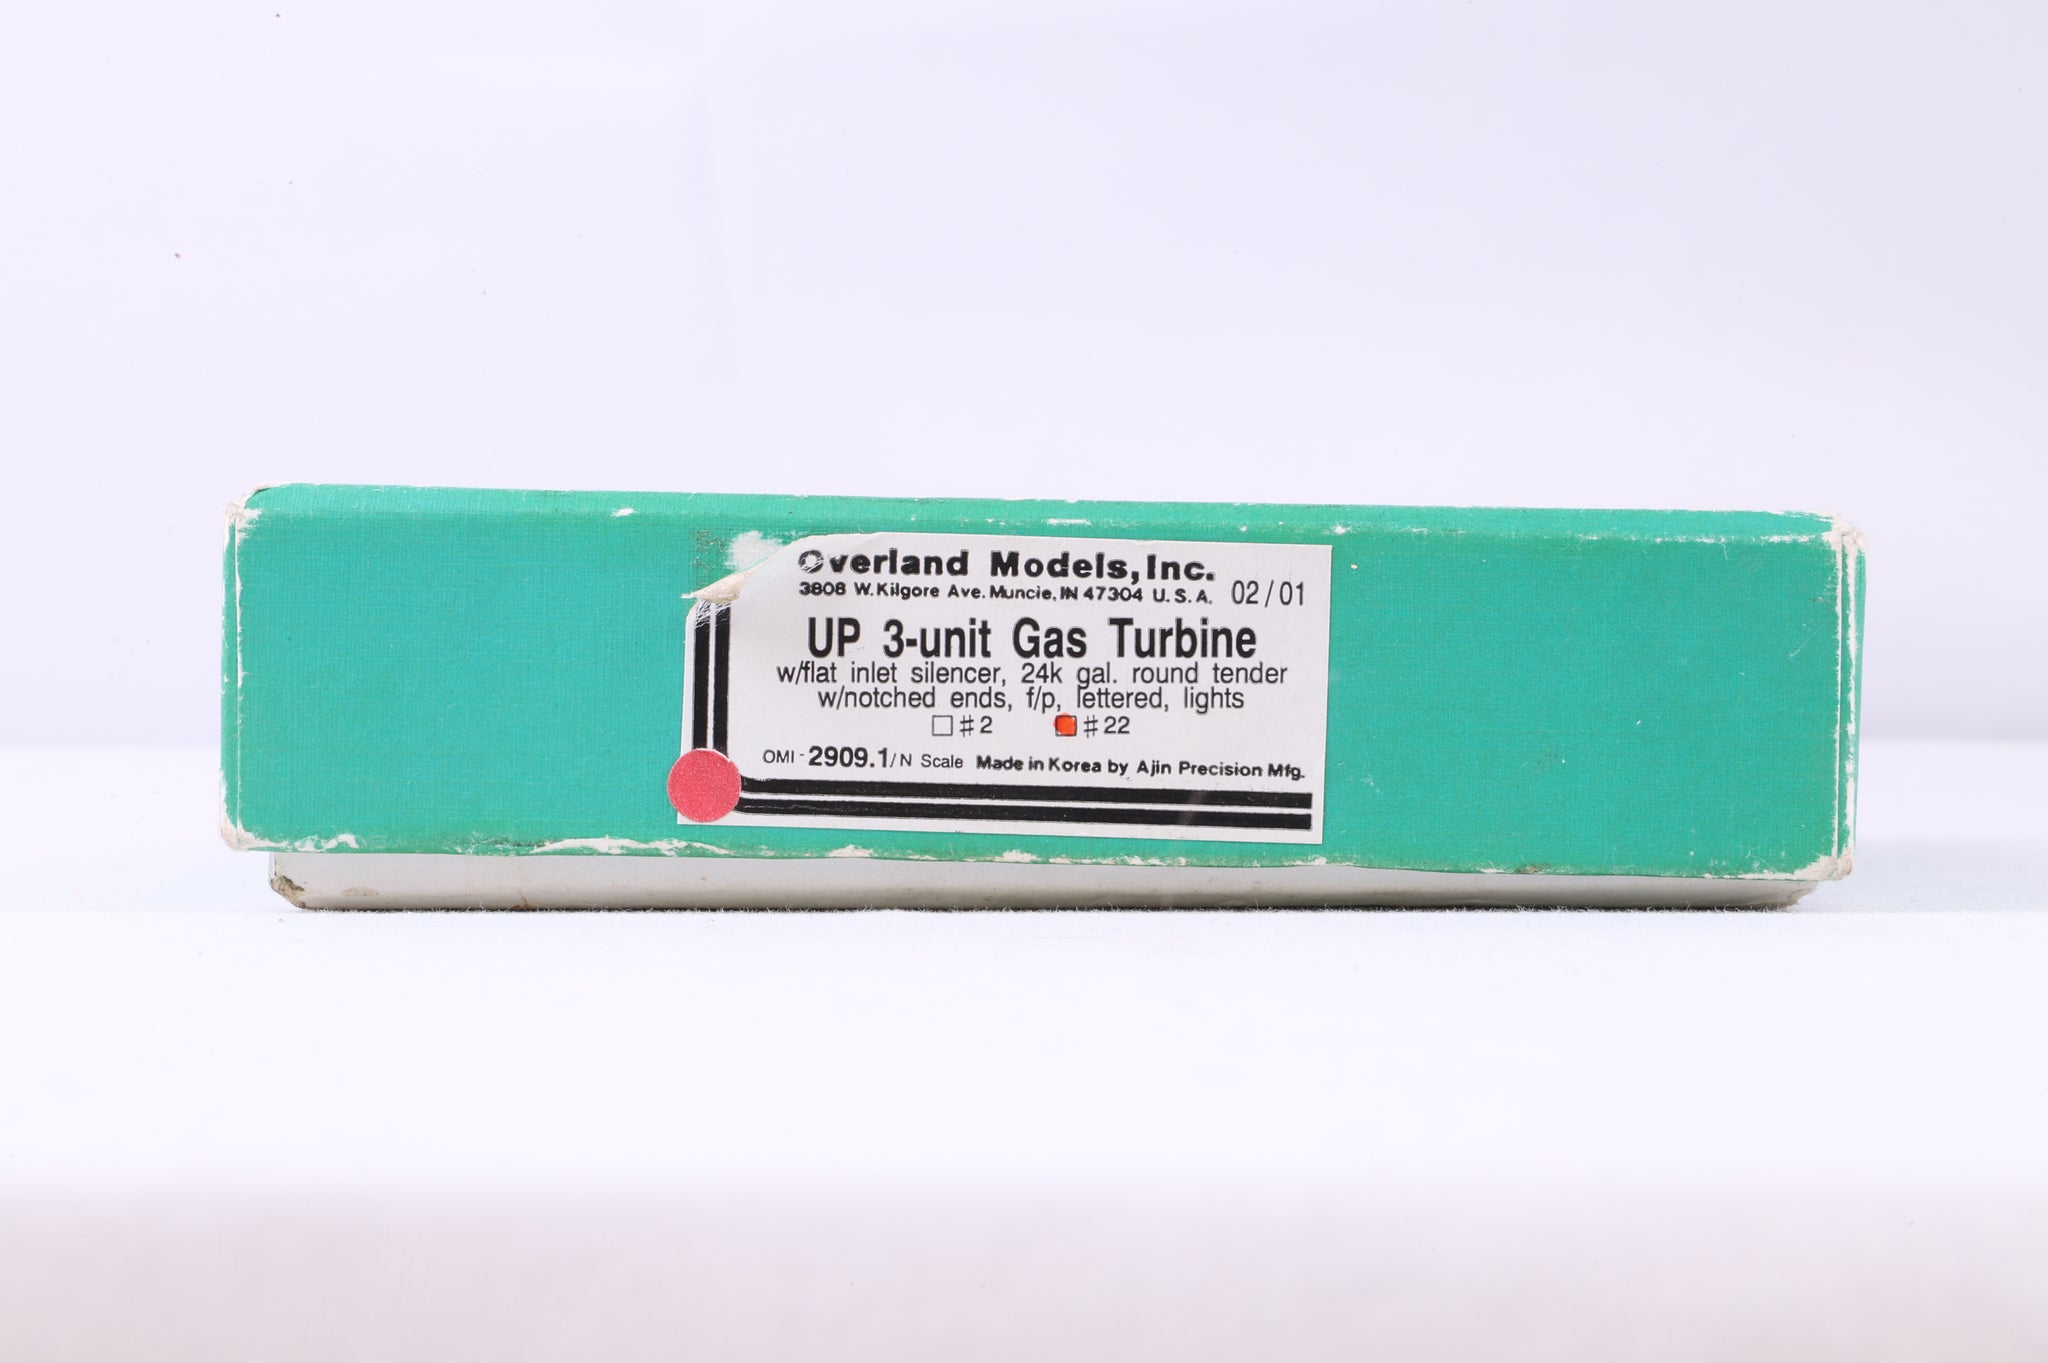 Overland Models, Inc.
3808 W. Kilgore Ave. Muncie, IN 47304 U. S. A. 02/01
UP 3-unit Gas Turbine
w/flat inlet silencer, 24k gal. round tender
w/notched ends, f/p, lettered, lights
#2 #22
OMI-2909.1/N Scale Made in Korea by Ajin Precision Mfg.